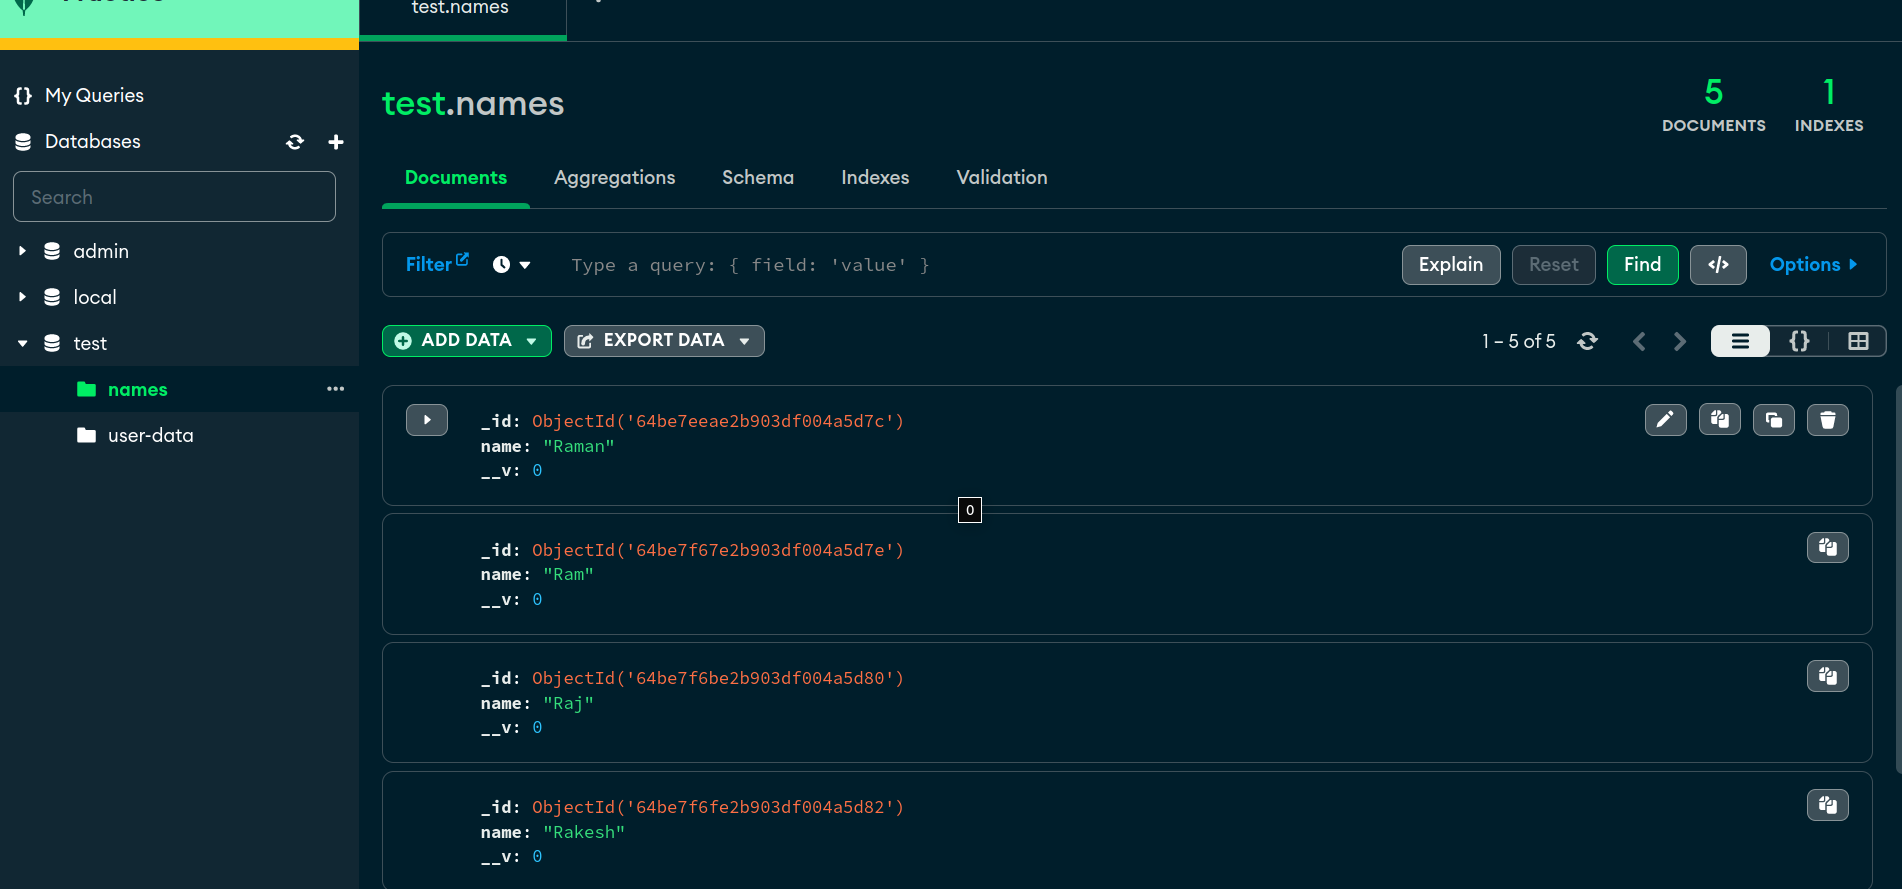 test.names
My Queries
Databases
Search
admin
local
test
names
user-data
test.names
5
DOCUMENTS
1
INDEXES
Documents Aggregations Schema Indexes Validation
Filter Type a query: { field: 'value' } Explain Reset Find </> Options
ADD DATA EXPORT DATA 1 – 5 of 5 {}
_id: ObjectId('64be7eeae2b903df004a5d7c')
name: "Raman"
__v: 0
0
_id: ObjectId('64be7f67e2b903df004a5d7e')
name: "Ram"
__v: 0
_id: ObjectId('64be7f6be2b903df004a5d80')
name: "Raj"
__v: 0
_id: ObjectId('64be7f6fe2b903df004a5d82')
name: "Rakesh"
__v: 0